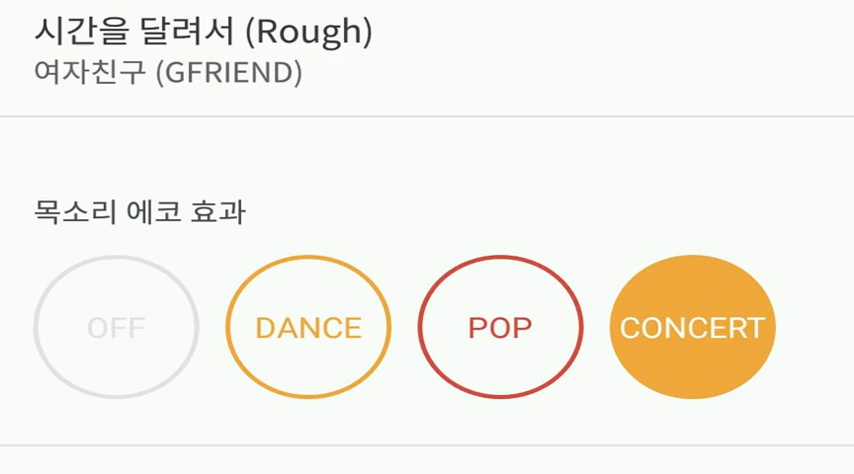 시간을 달려서 (Rough)
여자친구 (GFRIEND)
목소리 에코 효과
OFF DANCE POP CONCERT